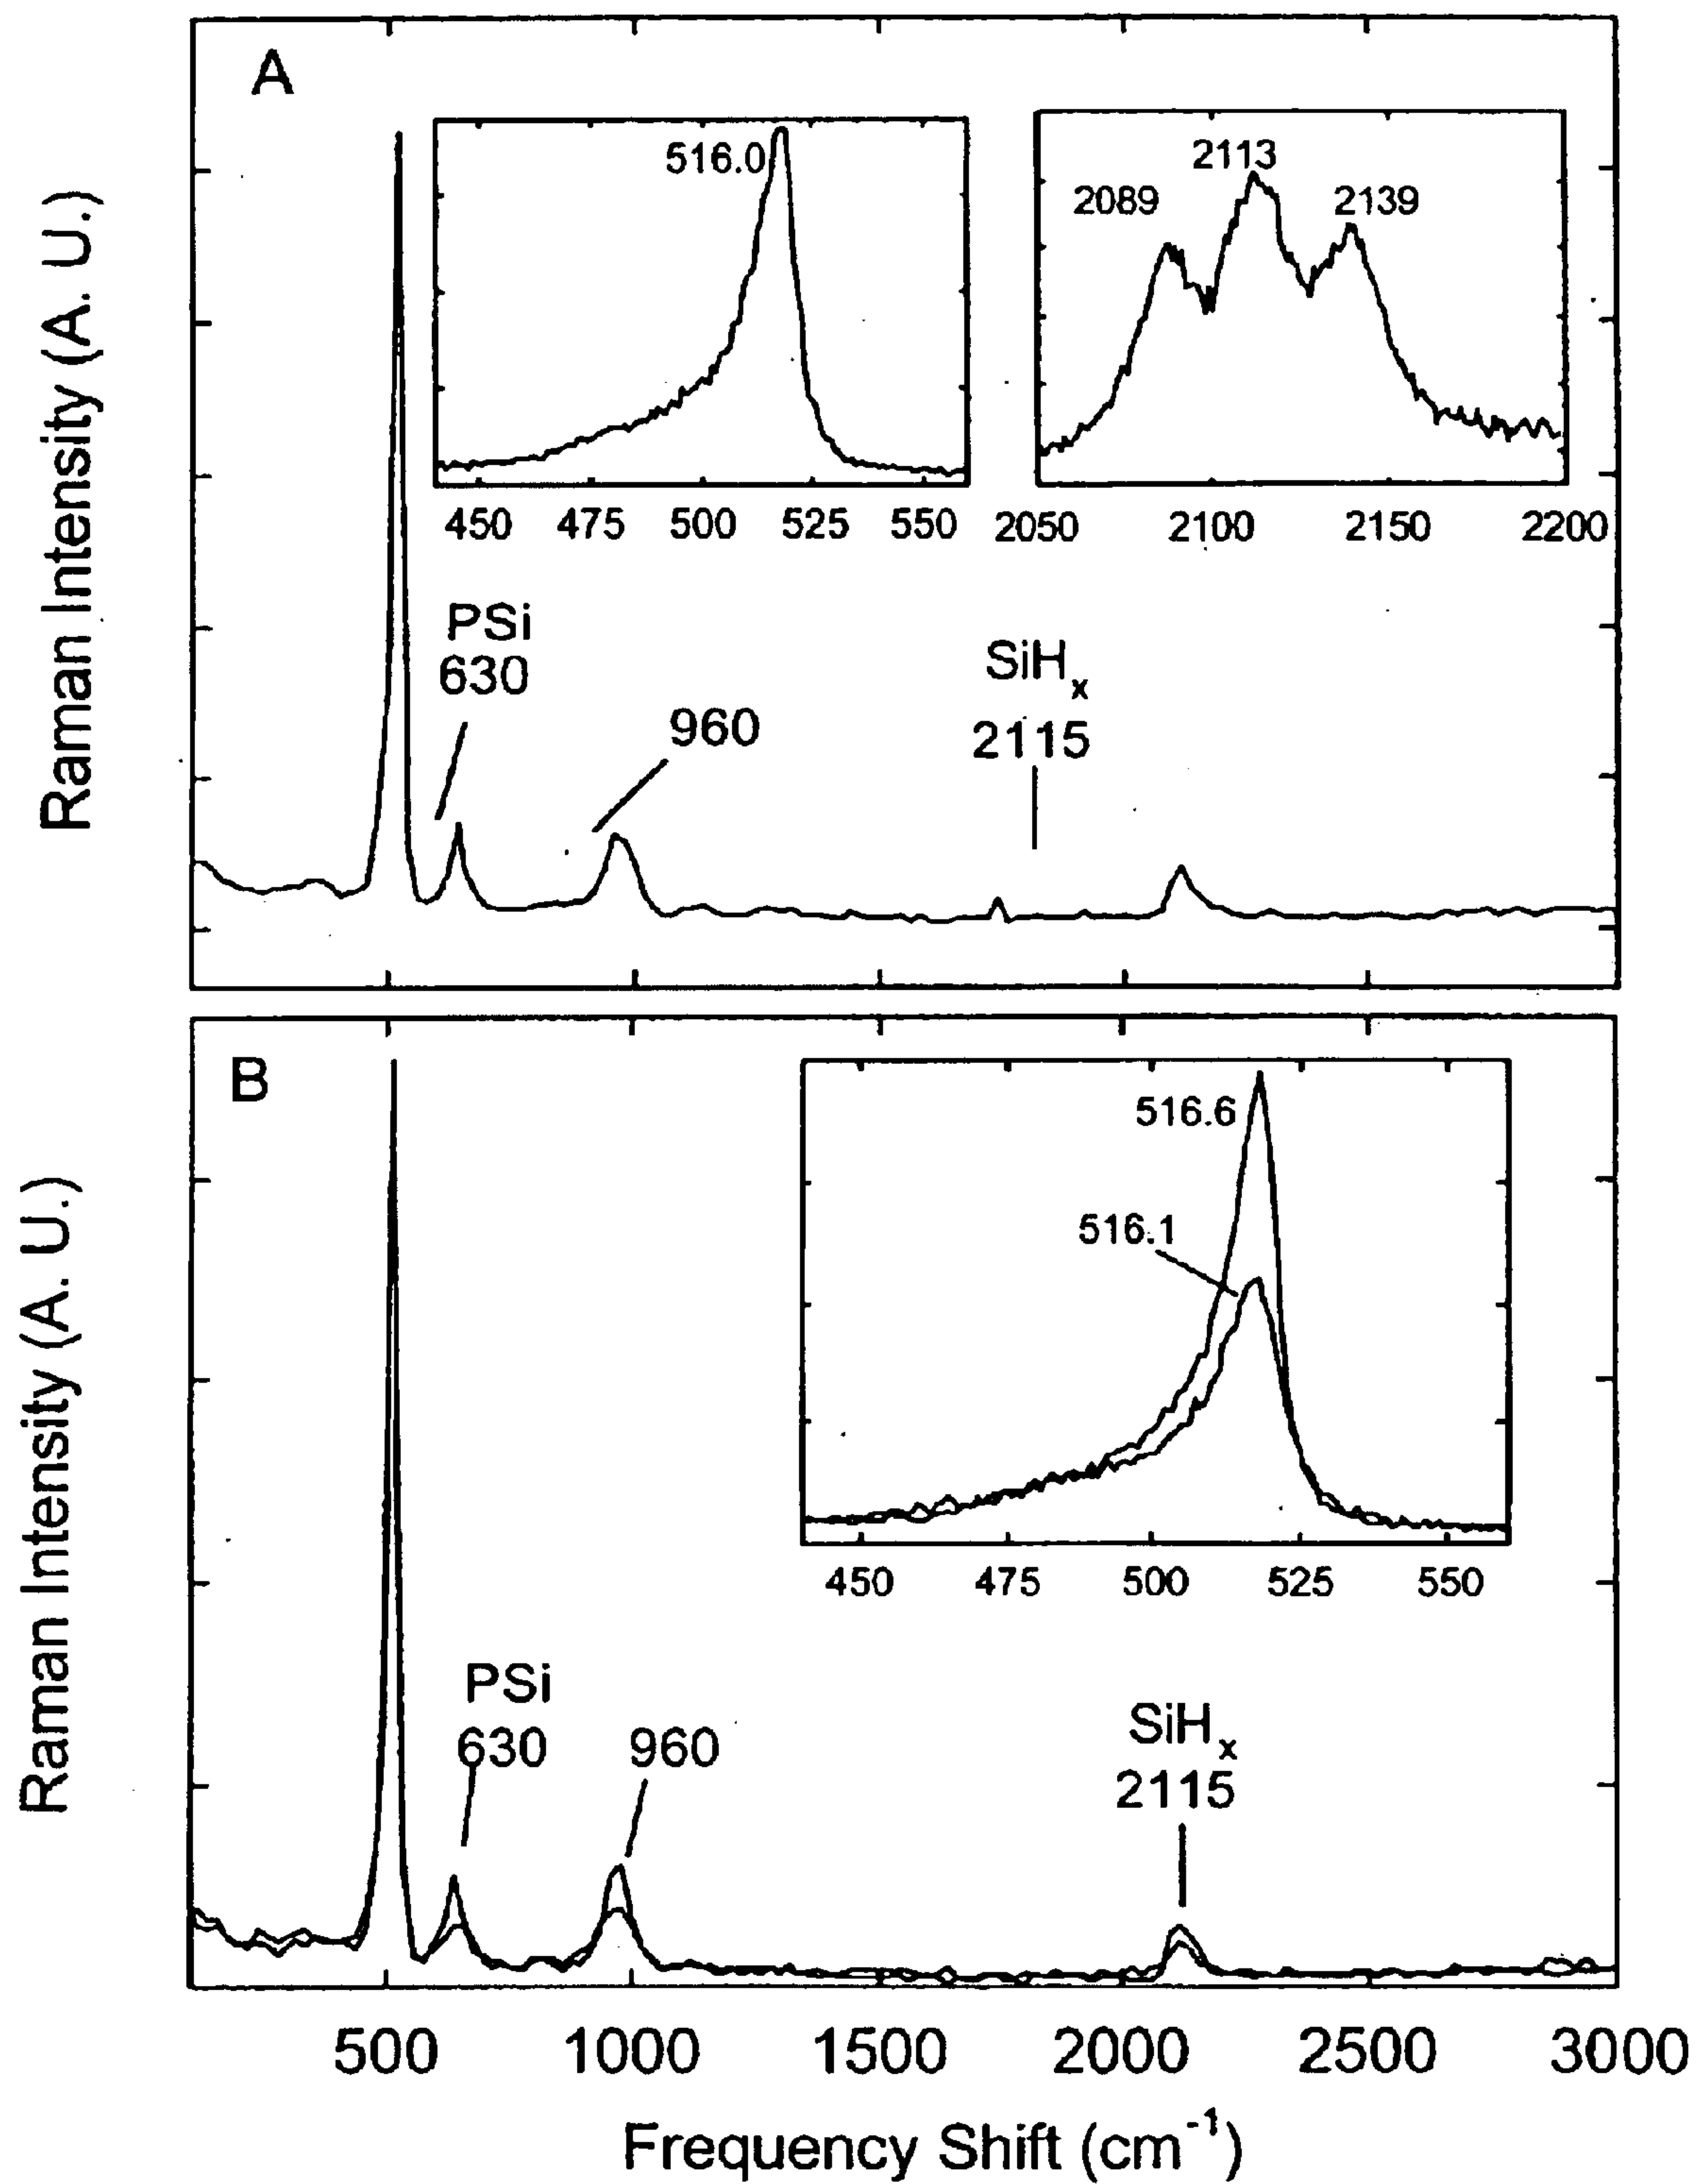 A
Raman Intensity (A. U.)
516.0
450 475 500 525 550
2089
2113
2139
2050 2100 2150 2200
PSi
630
960
SiHx
2115
B
Raman Intensity (A. U.)
516.6
516.1
450 475 500 525 550
PSi
630
960
SiHx
2115
500 1000 1500 2000 2500 3000
Frequency Shift (cm-1)